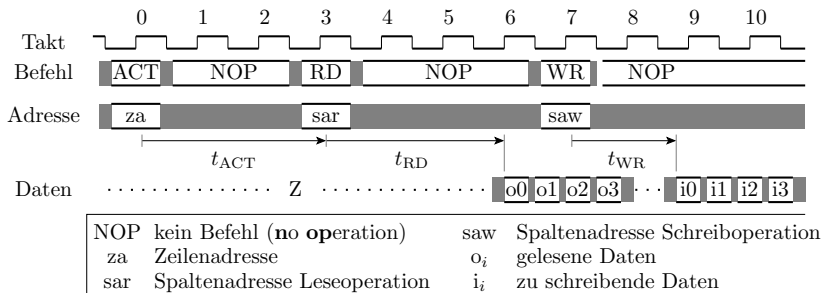 0 1 2 3 4 5 6 7 8 9 10
Takt
Befehl ACT NOP RD NOP WR NOP
Adresse za sar saw
t_ACT t_RD t_WR
Daten Z o0 o1 o2 o3 i0 i1 i2 i3
NOP kein Befehl (no operation) saw Spaltenadresse Schreiboperation
za Zeilenadresse o_i gelesene Daten
sar Spaltenadresse Leseoperation i_i zu schreibende Daten